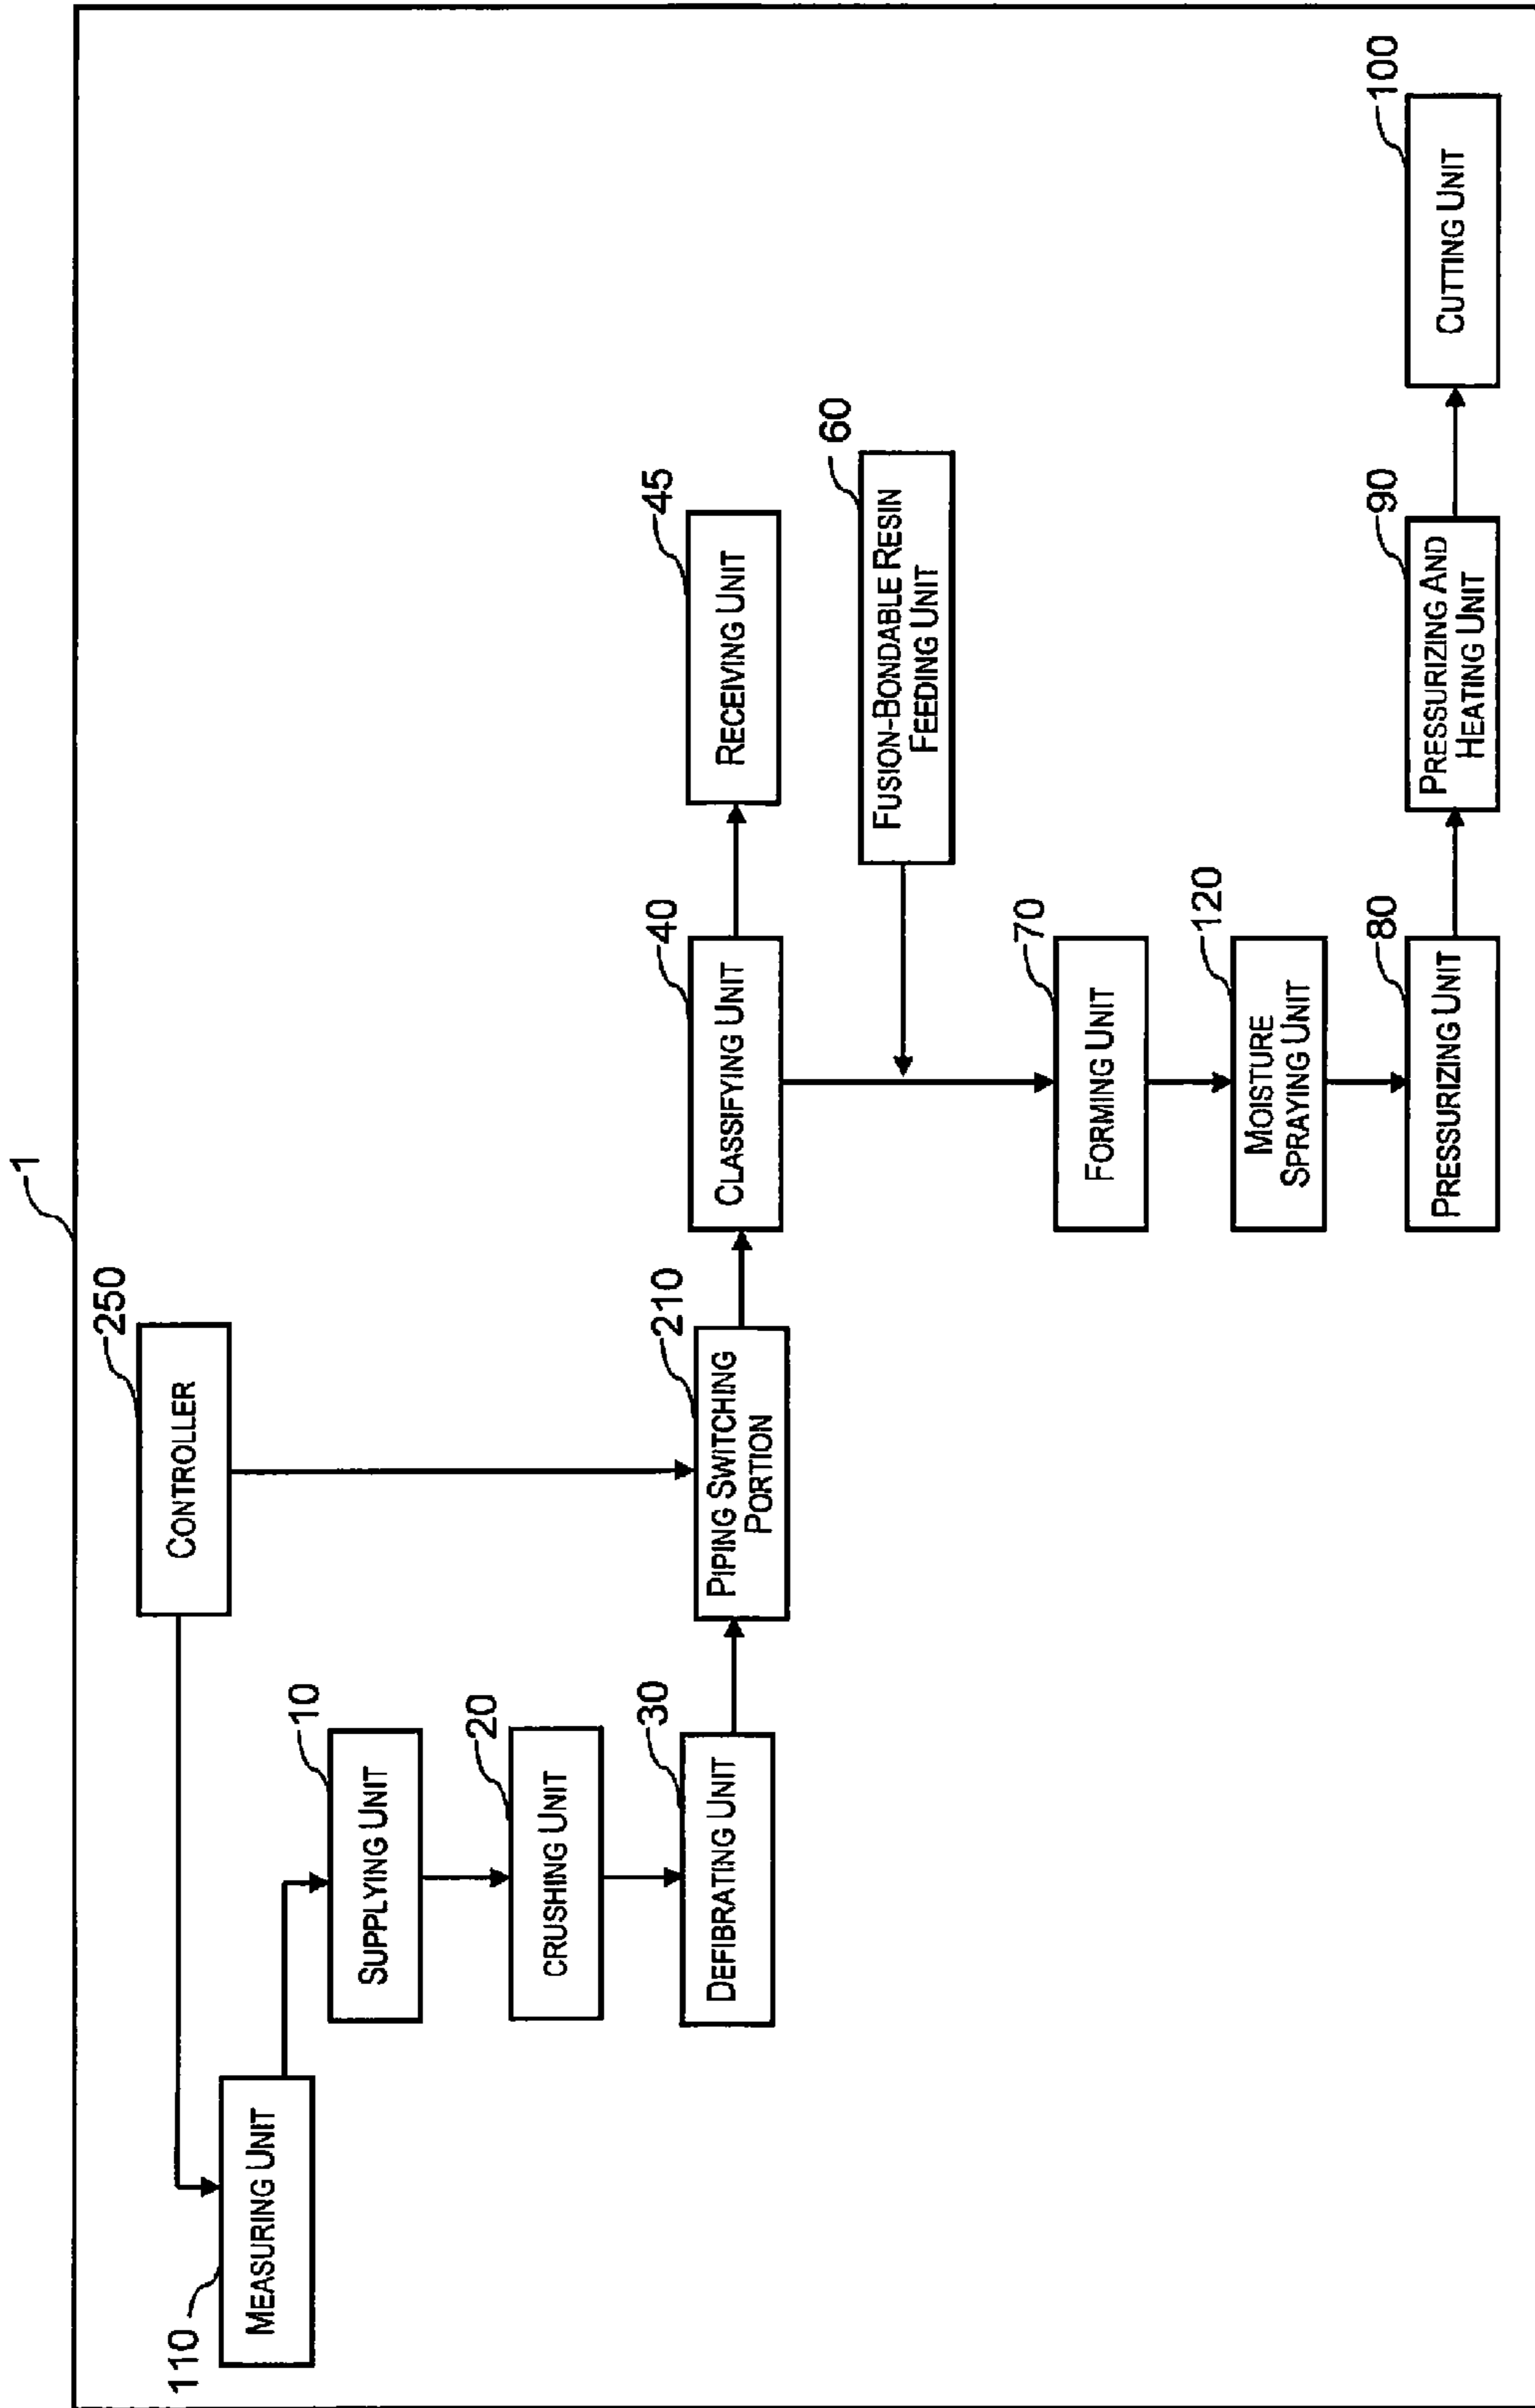 1
250
CONTROLLER
110
MEASURING UNIT
10
SUPPLYING UNIT
20
CRUSHING UNIT
30
DEFIBRATING UNIT
210
PIPING SWITCHING
PORTION
40
CLASSIFYING UNIT
45
RECEIVING UNIT
60
FUSION-BONDABLE RESIN
FEEDING UNIT
70
FORMING UNIT
120
MOISTURE
SPRAYING UNIT
80
PRESSURIZING UNIT
90
PRESSURIZING AND
HEATING UNIT
100
CUTTING UNIT